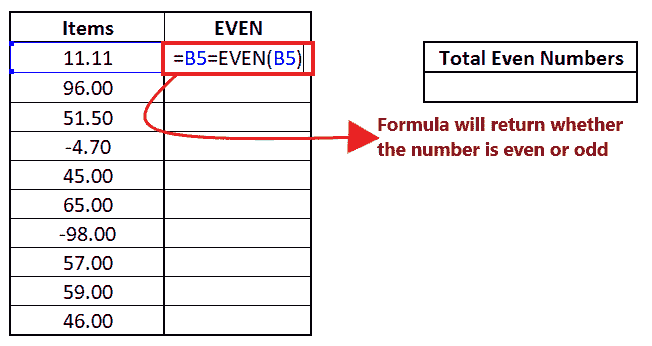 Items EVEN
11.11 =B5=EVEN(B5)
96.00
51.50
-4.70
45.00
65.00
-98.00
57.00
59.00
46.00
Total Even Numbers
Formula will return whether
the number is even or odd